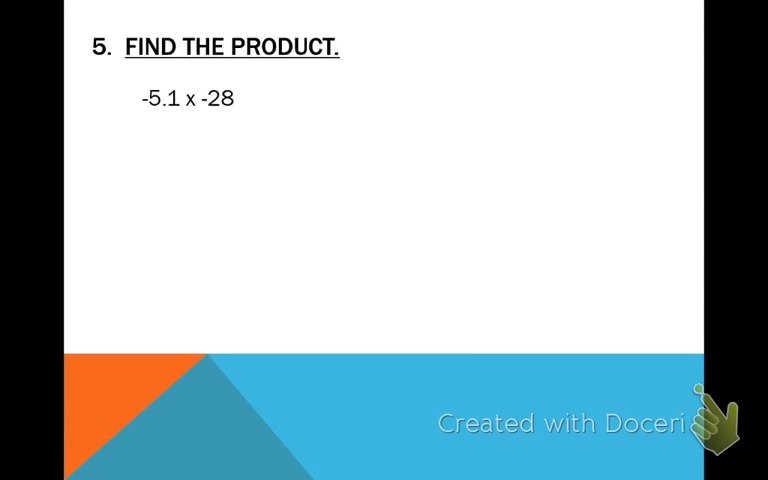 5. FIND THE PRODUCT.
-5.1 x -28
Created with Doceri